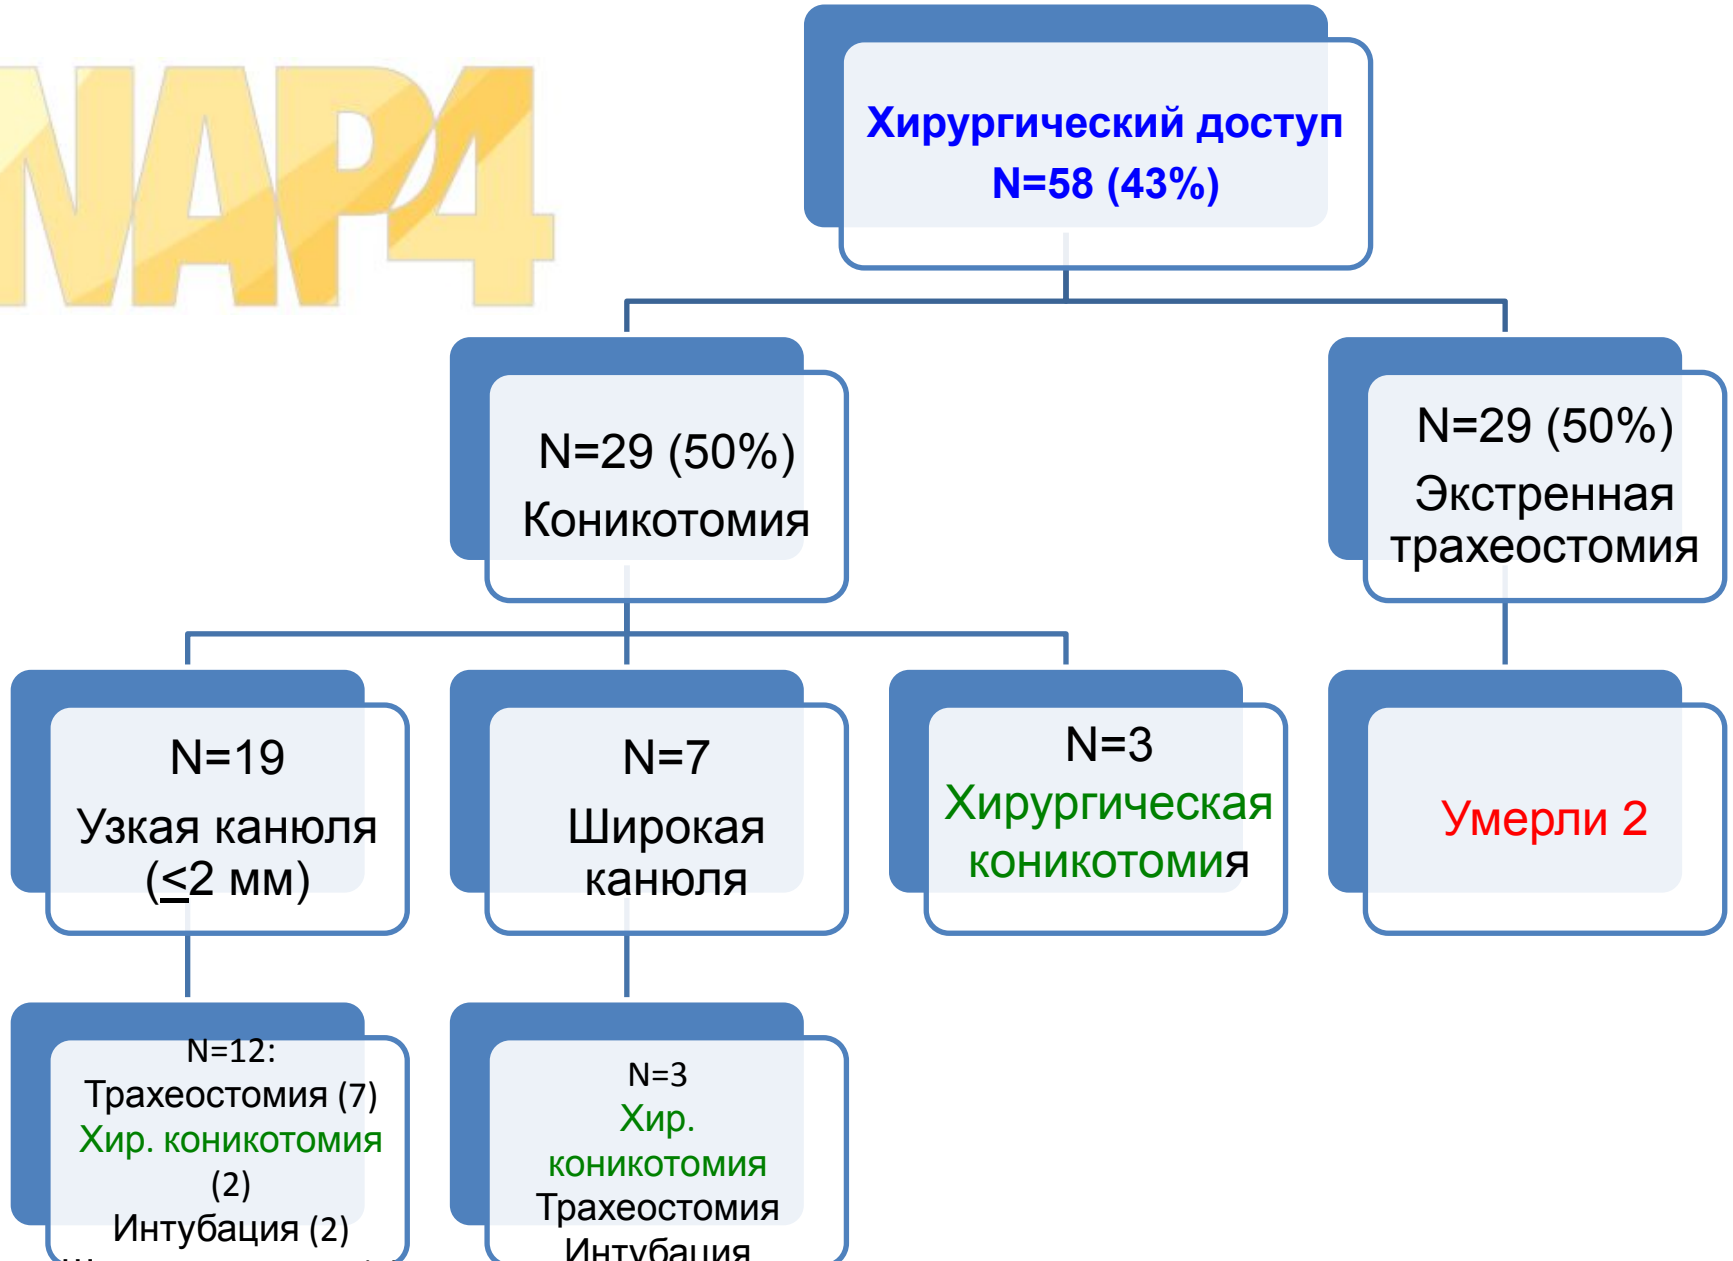 NAP4
Хирургический доступ
N=58 (43%)
N=29 (50%)
Коникотомия
N=29 (50%)
Экстренная
трахеостомия
N=19
Узкая канюля
(≤2 мм)
N=7
Широкая
канюля
N=3
Хирургическая
коникотомия
Умерли 2
N=12:
Трахеостомия (7)
Хир. коникотомия
(2)
Интубация (2)
N=3
Хир.
коникотомия
Трахеостомия
Интубация